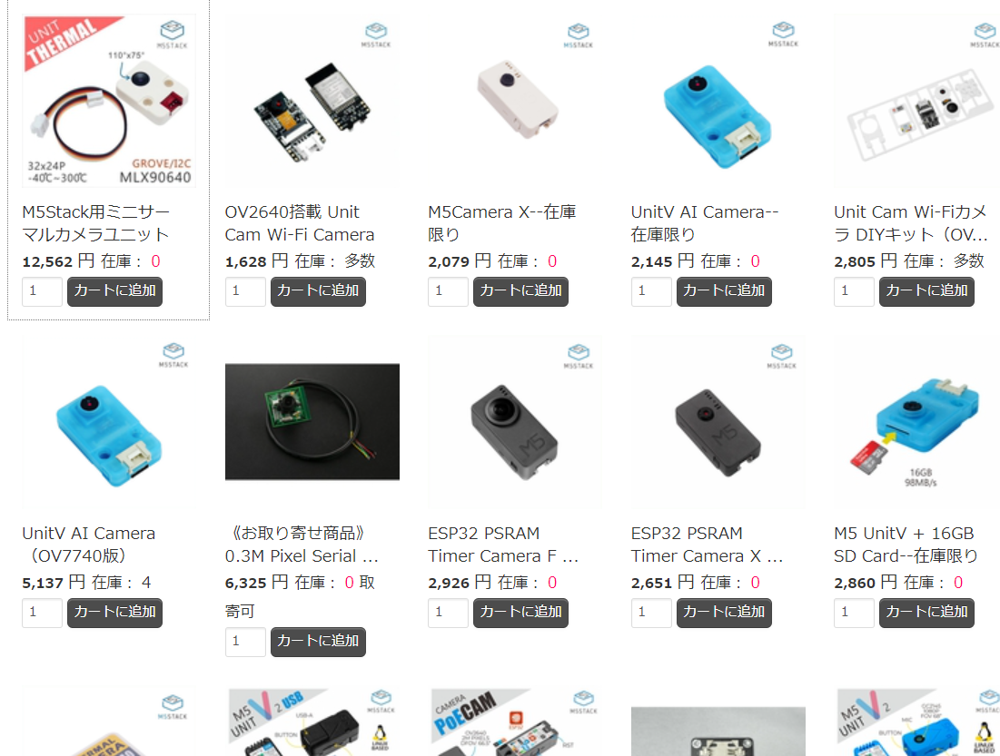 UNIT
THERMAL
M5STACK
110°x75°
32x24P
-40℃~300℃
GROVE/I2C
MLX90640
M5Stack用ミニサー
マルカメラユニット
12,562 円 在庫： 0
1
カートに追加
M5STACK
OV2640搭載 Unit
Cam Wi-Fi Camera
1,628 円 在庫： 多数
1
カートに追加
M5STACK
M5Camera X--在庫
限り
2,079 円 在庫： 0
1
カートに追加
M5STACK
UnitV AI Camera--
在庫限り
2,145 円 在庫： 0
1
カートに追加
M5STACK
Unit Cam Wi-Fiカメ
ラ DIYキット（OV...
2,805 円 在庫： 多数
1
カートに追加
M5STACK
UnitV AI Camera
（OV7740版）
5,137 円 在庫： 4
1
カートに追加
《お取り寄せ商品》
0.3M Pixel Serial ...
6,325 円 在庫： 0 取
寄可
1
カートに追加
M5STACK
M5
ESP32 PSRAM
Timer Camera F ...
2,926 円 在庫： 0
1
カートに追加
M5STACK
M5
ESP32 PSRAM
Timer Camera X ...
2,651 円 在庫： 0
1
カートに追加
16GB
98MB/s
M5 UnitV + 16GB
SD Card--在庫限り
2,860 円 在庫： 0
1
カートに追加
M5STACK
M5
UNIT V2 USB
USB-A
BUTTON
M5STACK
LINUX
BASED
CAMERA
PoECAM
M5STACK
OV2640
2M PIXELS
DFOV 66.5°
RST
M5
UNIT V2
MIC
BUTTON
1080P
FOV 68°
M5STACK
LINUX
BASED